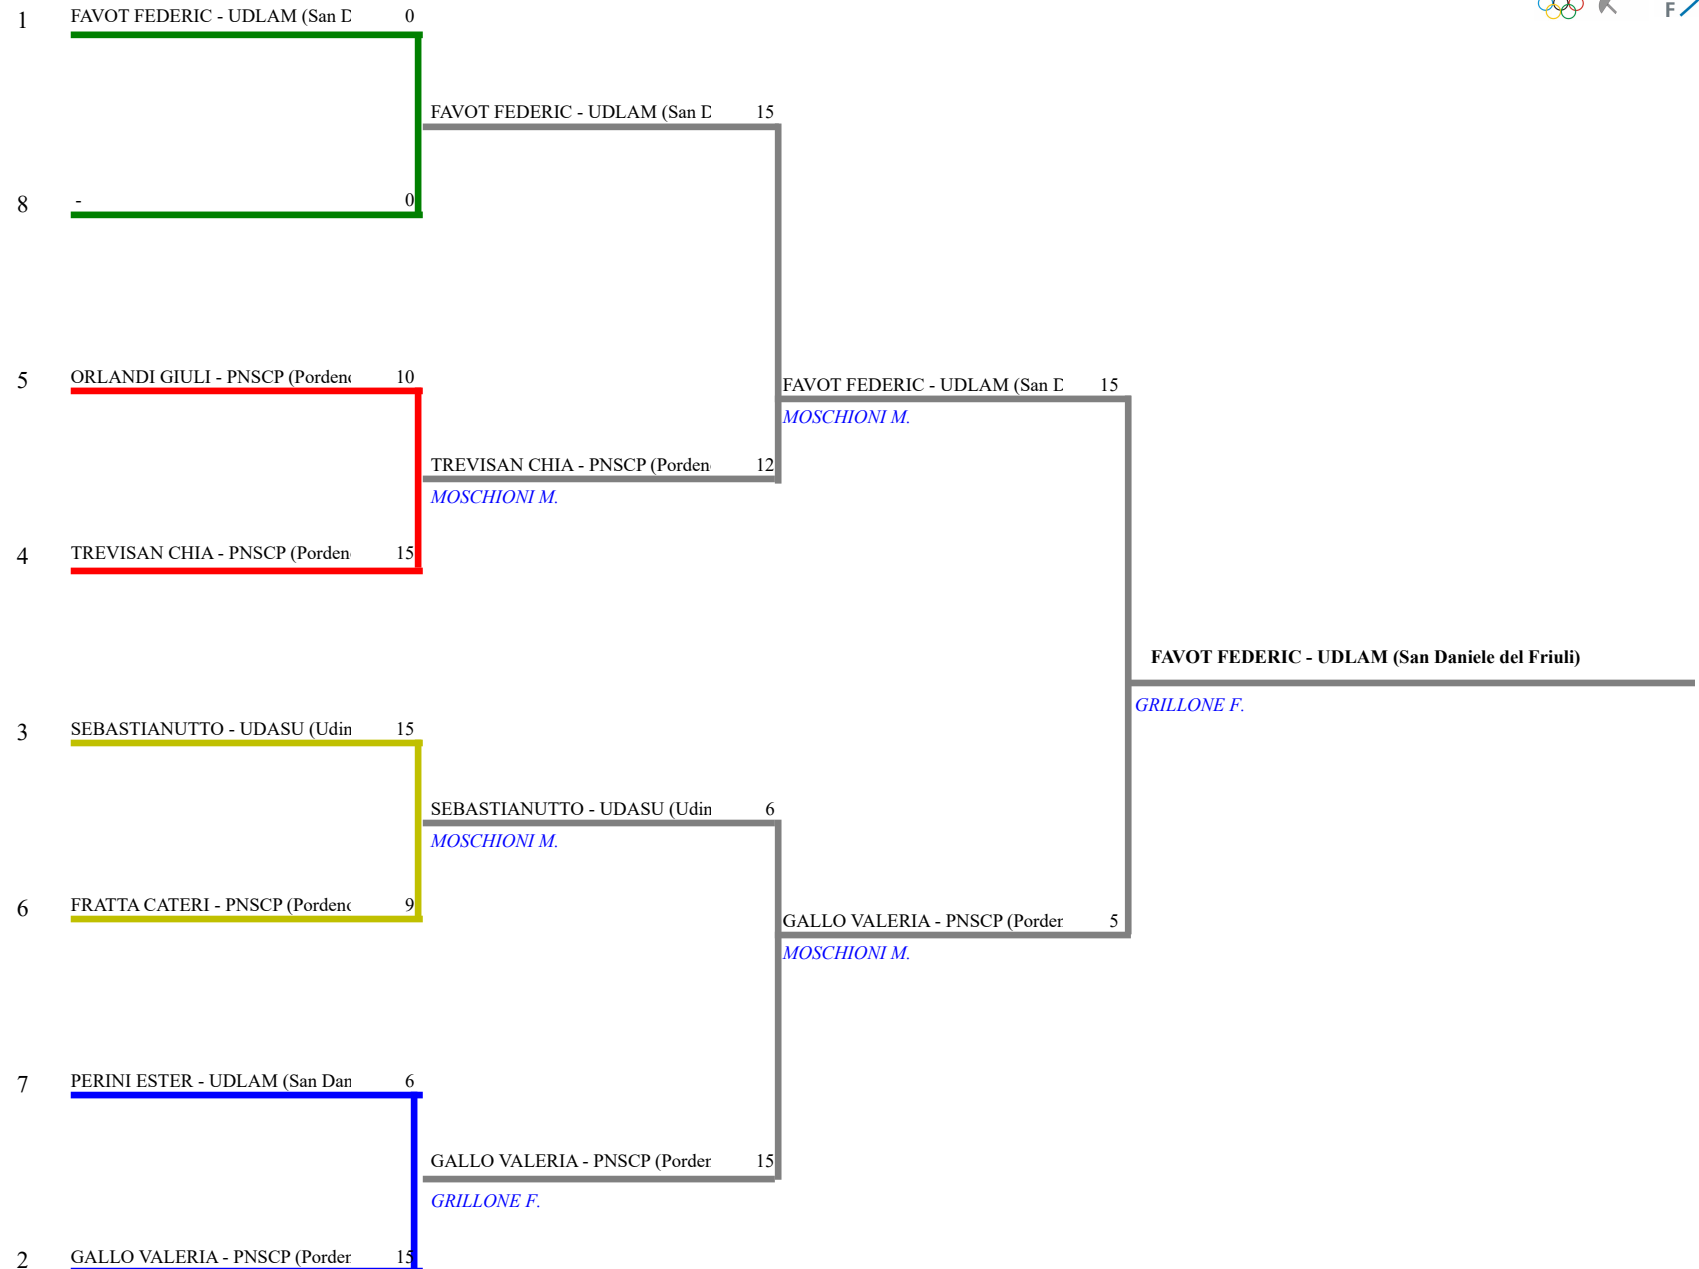 F
1 FAVOT FEDERIC - UDLAM (San D 0
FAVOT FEDERIC - UDLAM (San D 15
8 - 0
5 ORLANDI GIULI - PNSCP (Pordeno 10
FAVOT FEDERIC - UDLAM (San D 15
MOSCHIONI M.
TREVISAN CHIA - PNSCP (Porden 12
MOSCHIONI M.
4 TREVISAN CHIA - PNSCP (Porden 15
FAVOT FEDERIC - UDLAM (San Daniele del Friuli)
GRILLONE F.
3 SEBASTIANUTTO - UDASU (Udin 15
SEBASTIANUTTO - UDASU (Udin 6
MOSCHIONI M.
6 FRATTA CATERI - PNSCP (Pordeno 9
GALLO VALERIA - PNSCP (Porden 5
MOSCHIONI M.
7 PERINI ESTER - UDLAM (San Dan 6
GALLO VALERIA - PNSCP (Porden 15
GRILLONE F.
2 GALLO VALERIA - PNSCP (Porden 15